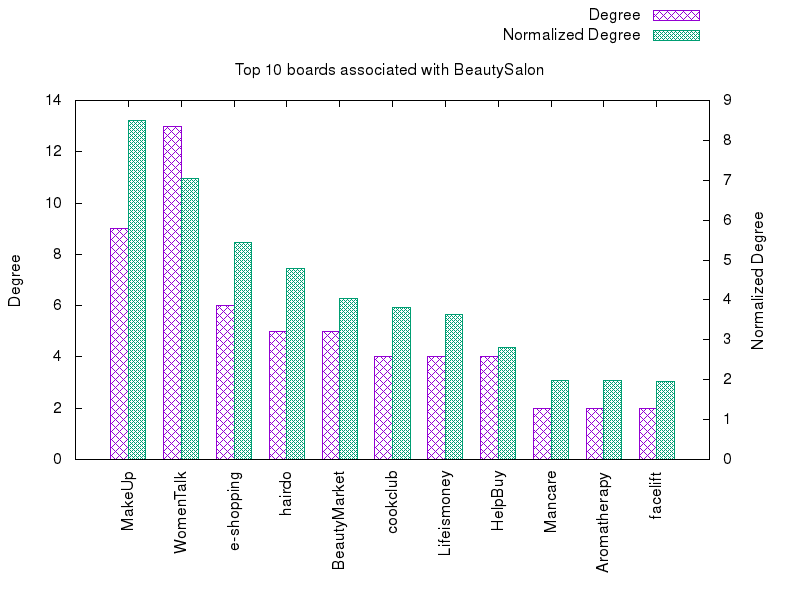 Degree
Normalized Degree
Top 10 boards associated with BeautySalon
14
12
10
8
6
4
2
0
9
8
7
6
5
4
3
2
1
0
Degree
Normalized Degree
MakeUp
WomenTalk
e-shopping
hairdo
BeautyMarket
cookclub
Lifeismoney
HelpBuy
Mancare
Aromatherapy
facelift